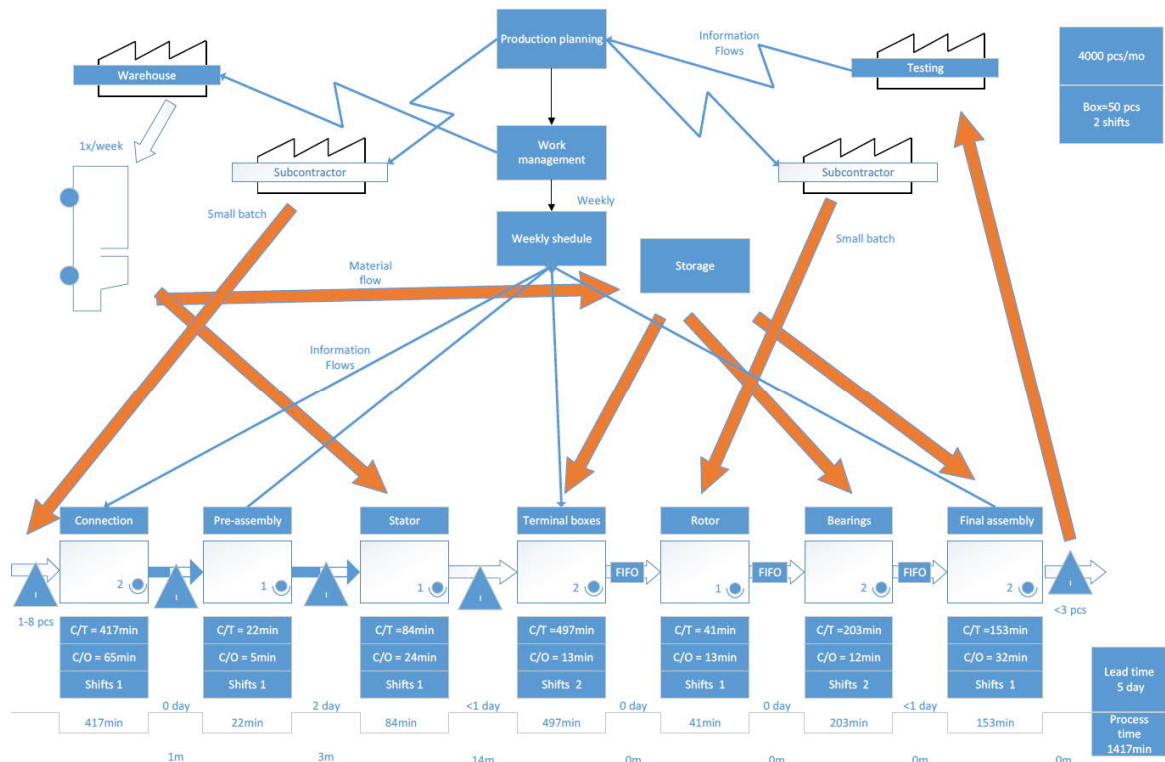 Production planning
Information
Flows
Warehouse
Testing
4000 pcs/mo
Box=50 pcs
2 shifts
1x/week
Work
management
Subcontractor
Subcontractor
Weekly
Small batch
Weekly shedule
Small batch
Storage
Material
flow
Information
Flows
Connection
Pre-assembly
Stator
Terminal boxes
Rotor
Bearings
Final assembly
2
1
1
2
1
2
2
FIFO
FIFO
FIFO
I
I
I
I
I
1-8 pcs
<3 pcs
C/T = 417min
C/T = 22min
C/T =84min
C/T =497min
C/T = 41min
C/T =203min
C/T =153min
C/O = 65min
C/O = 5min
C/O = 24min
C/O = 13min
C/O = 13min
C/O = 12min
C/O = 32min
Shifts 1
Shifts 1
Shifts 1
Shifts 2
Shifts 1
Shifts 2
Shifts 1
Lead time
5 day
0 day
2 day
<1 day
0 day
0 day
<1 day
417min
22min
84min
497min
41min
203min
153min
Process
time
1417min
1m
3m
14m
0m
0m
0m
0m